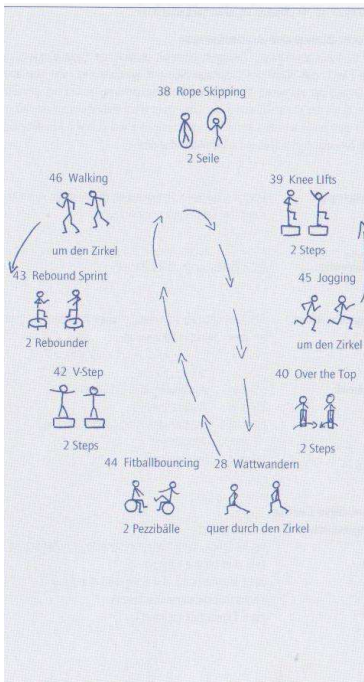 38 Rope Skipping
2 Seile
46 Walking
um den Zirkel
39 Knee LIfts
2 Steps
43 Rebound Sprint
2 Rebounder
45 Jogging
um den Zirkel
42 V-Step
2 Steps
40 Over the Top
2 Steps
44 Fitballbouncing
2 Pezzibälle
28 Wattwandern
quer durch den Zirkel